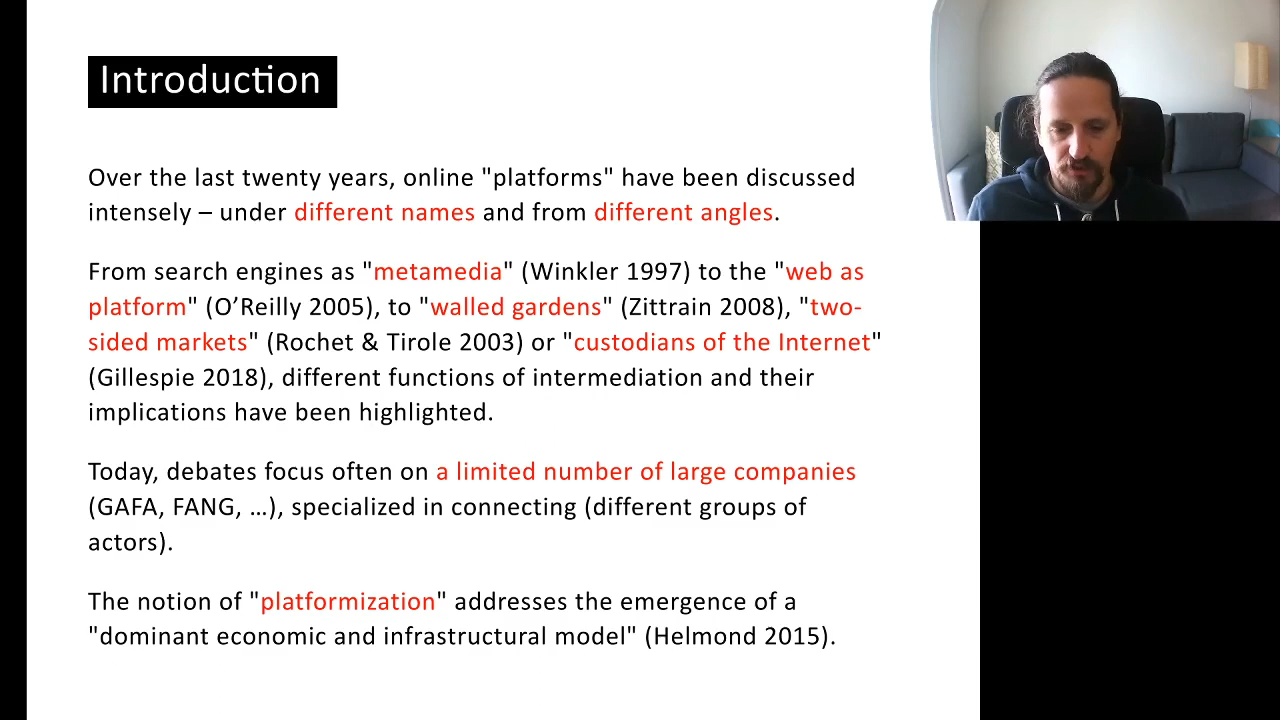 Introduction
Over the last twenty years, online "platforms" have been discussed
intensely – under different names and from different angles.
From search engines as "metamedia" (Winkler 1997) to the "web as
platform" (O’Reilly 2005), to "walled gardens" (Zittrain 2008), "two-
sided markets" (Rochet & Tirole 2003) or "custodians of the Internet"
(Gillespie 2018), different functions of intermediation and their
implications have been highlighted.
Today, debates focus often on a limited number of large companies
(GAFA, FANG, …), specialized in connecting (different groups of
actors).
The notion of "platformization" addresses the emergence of a
"dominant economic and infrastructural model" (Helmond 2015).